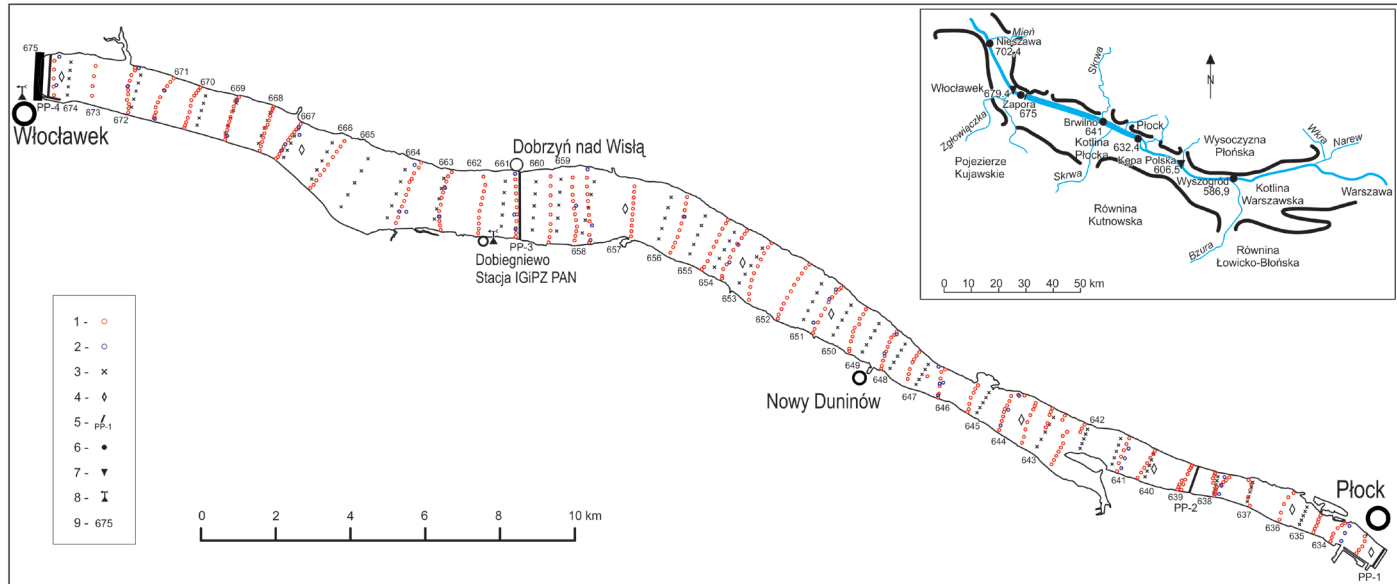 675
PP-4
674
673
672
671
670
669
668
667
666
665
664
663
662
661
660
659
658
657
656
655
654
653
652
651
650
649
648
647
646
645
644
643
642
641
640
639
638
637
636
635
634
PP-3
PP-2
PP-1
Włocławek
Dobrzyń nad Wisłą
Dobiegniewo
Stacja IGiPZ PAN
Nowy Duninów
Płock
1 -
2 -
3 -
4 -
5 -
PP-1
6 -
7 -
8 -
9 - 675
0 2 4 6 8 10 km
Mień
Nieszawa
702,4
Skrwa
N
Włocławek
679,4
Zapora
675
Zgłowiączka
Brwilno
641
Płock
632,4
Kotlina
Płocka
Kępa Polska
606,5
Wysoczyzna
Płońska
Wkra
Narew
Pojezierze
Kujawskie
Skrwa
Wyszogród
586,9
Kotlina
Warszawska
Warszawa
Równina
Kutnowska
Bzura
Równina
Łowicko-Błońska
0 10 20 30 40 50 km